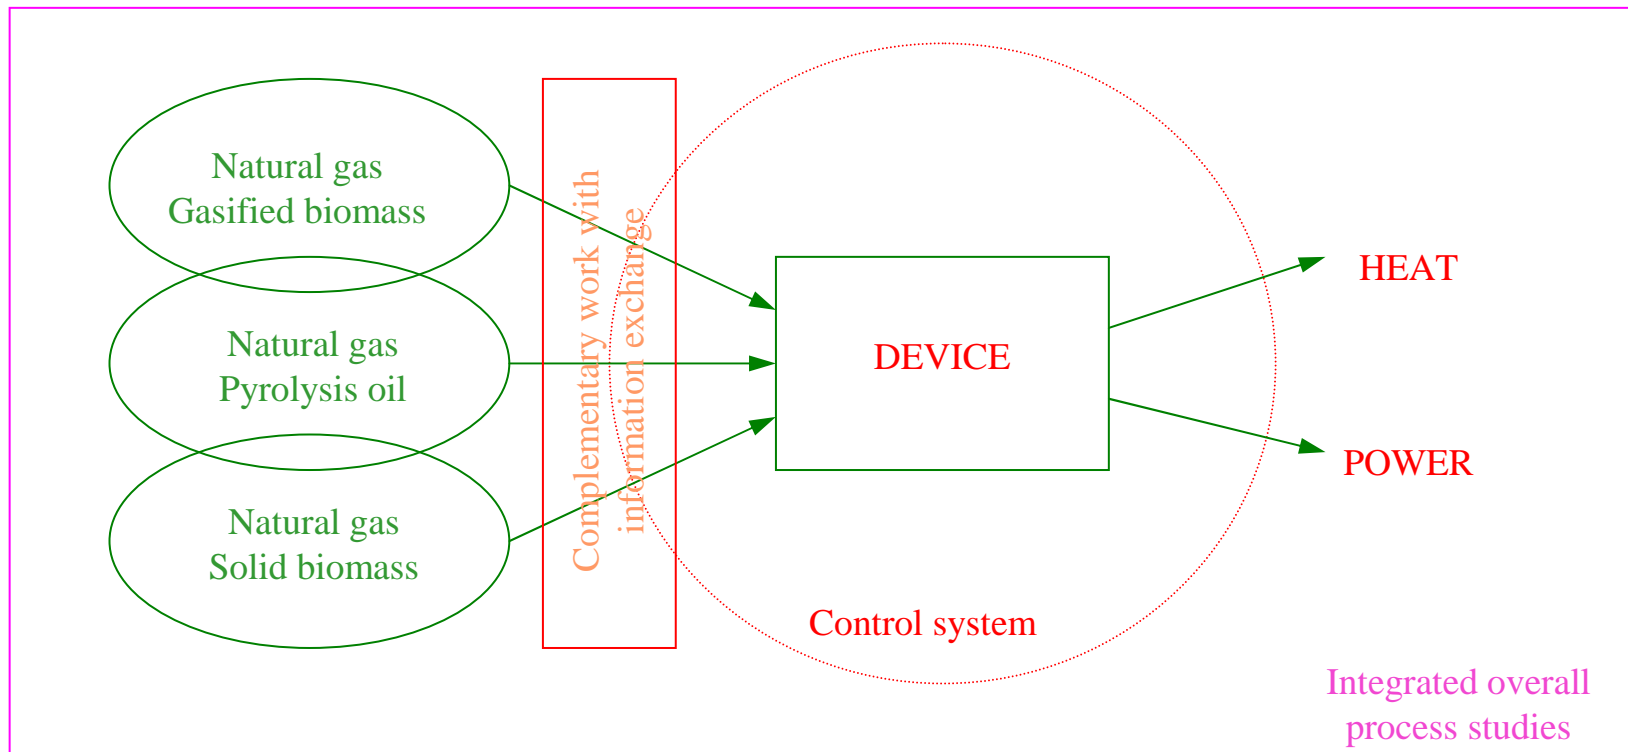 Natural gas
Gasified biomass
Natural gas
Pyrolysis oil
Natural gas
Solid biomass
Complementary work with
information exchange
DEVICE
Control system
HEAT
POWER
Integrated overall
process studies